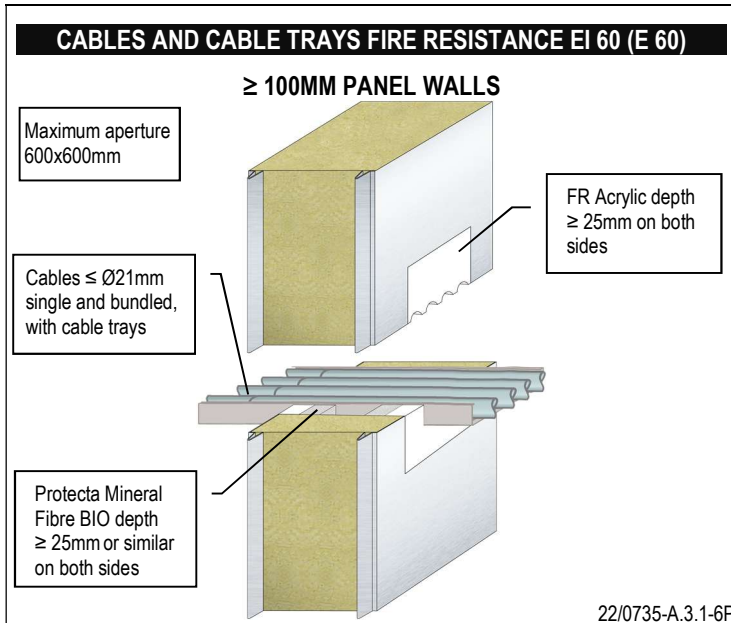 CABLES AND CABLE TRAYS FIRE RESISTANCE EI 60 (E 60)
≥ 100MM PANEL WALLS
Maximum aperture
600x600mm
FR Acrylic depth
≥ 25mm on both
sides
Cables ≤ Ø21mm
single and bundled,
with cable trays
Protecta Mineral
Fibre BIO depth
≥ 25mm or similar
on both sides
22/0735-A.3.1-6F